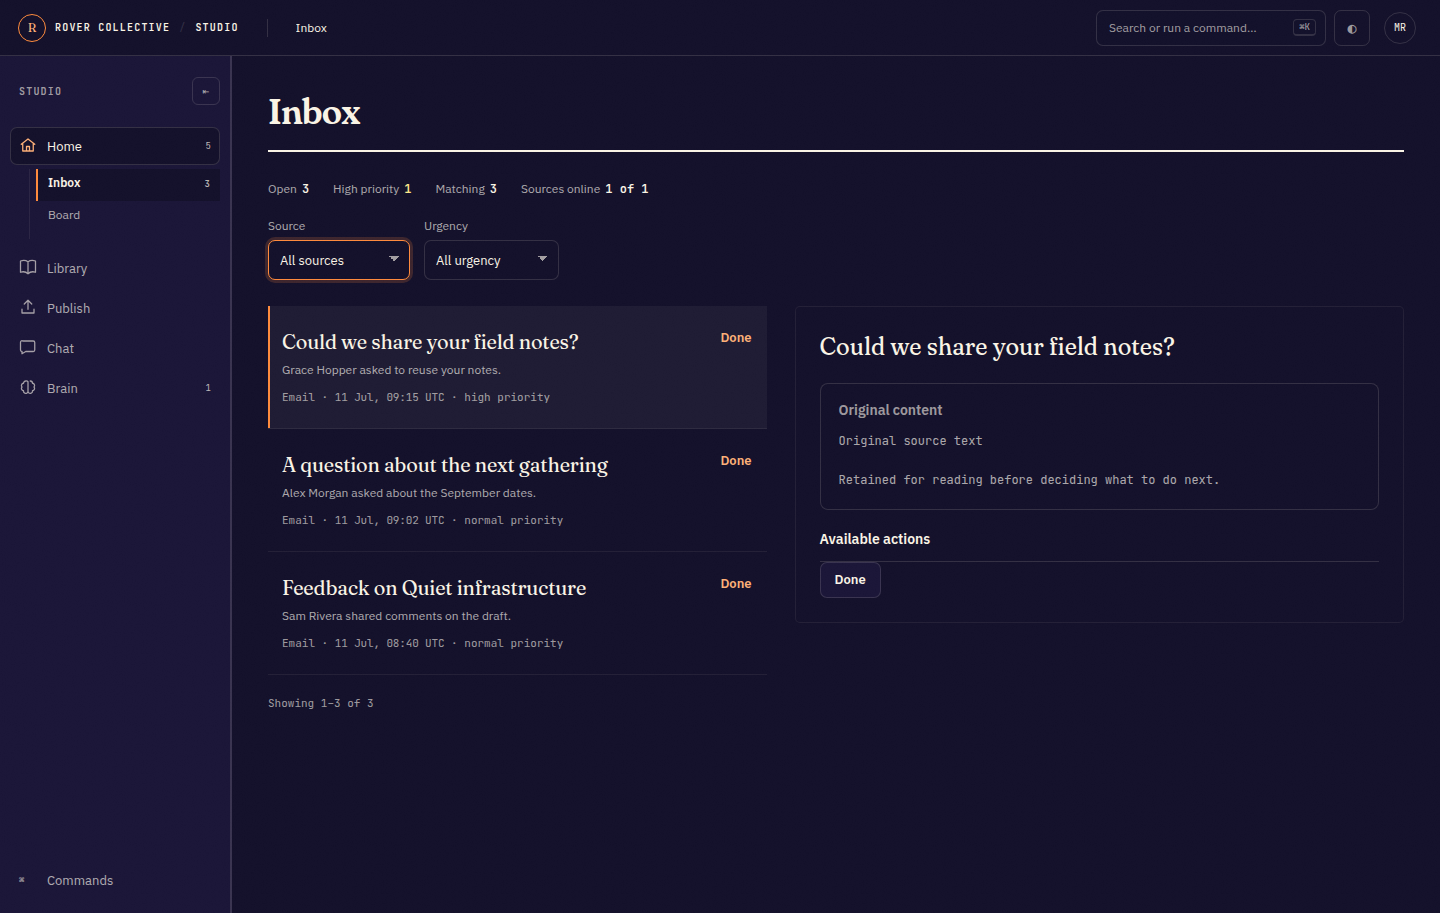 R ROVER COLLECTIVE / STUDIO
Inbox
Search or run a command... ⌘K
◐
MR
STUDIO
⇤
Home 5
Inbox 3
Board
Library
Publish
Chat
Brain 1
⌘ Commands
Inbox
Open 3 High priority 1 Matching 3 Sources online 1 of 1
Source
All sources
Urgency
All urgency
Could we share your field notes? Done
Grace Hopper asked to reuse your notes.
Email · 11 Jul, 09:15 UTC · high priority
A question about the next gathering Done
Alex Morgan asked about the September dates.
Email · 11 Jul, 09:02 UTC · normal priority
Feedback on Quiet infrastructure Done
Sam Rivera shared comments on the draft.
Email · 11 Jul, 08:40 UTC · normal priority
Showing 1–3 of 3
Could we share your field notes?
Original content
Original source text
Retained for reading before deciding what to do next.
Available actions
Done